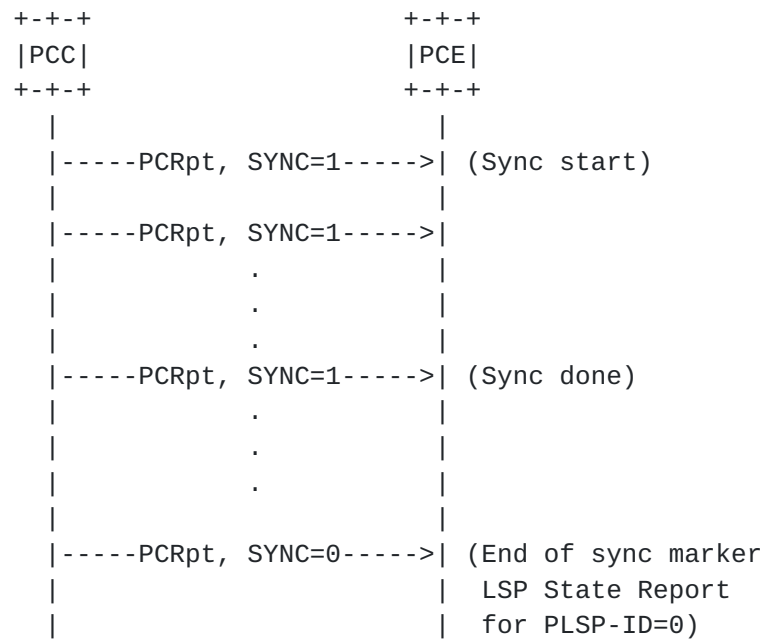 +-+-+                    +-+-+
|PCC|                    |PCE|
+-+-+                    +-+-+
  |                        |
  |-----PCRpt, SYNC=1----->| (Sync start)
  |                        |
  |-----PCRpt, SYNC=1----->|
  |            .           |
  |            .           |
  |            .           |
  |-----PCRpt, SYNC=1----->| (Sync done)
  |            .           |
  |            .           |
  |            .           |
  |                        |
  |-----PCRpt, SYNC=0----->| (End of sync marker
  |                        |  LSP State Report
  |                        |  for PLSP-ID=0)